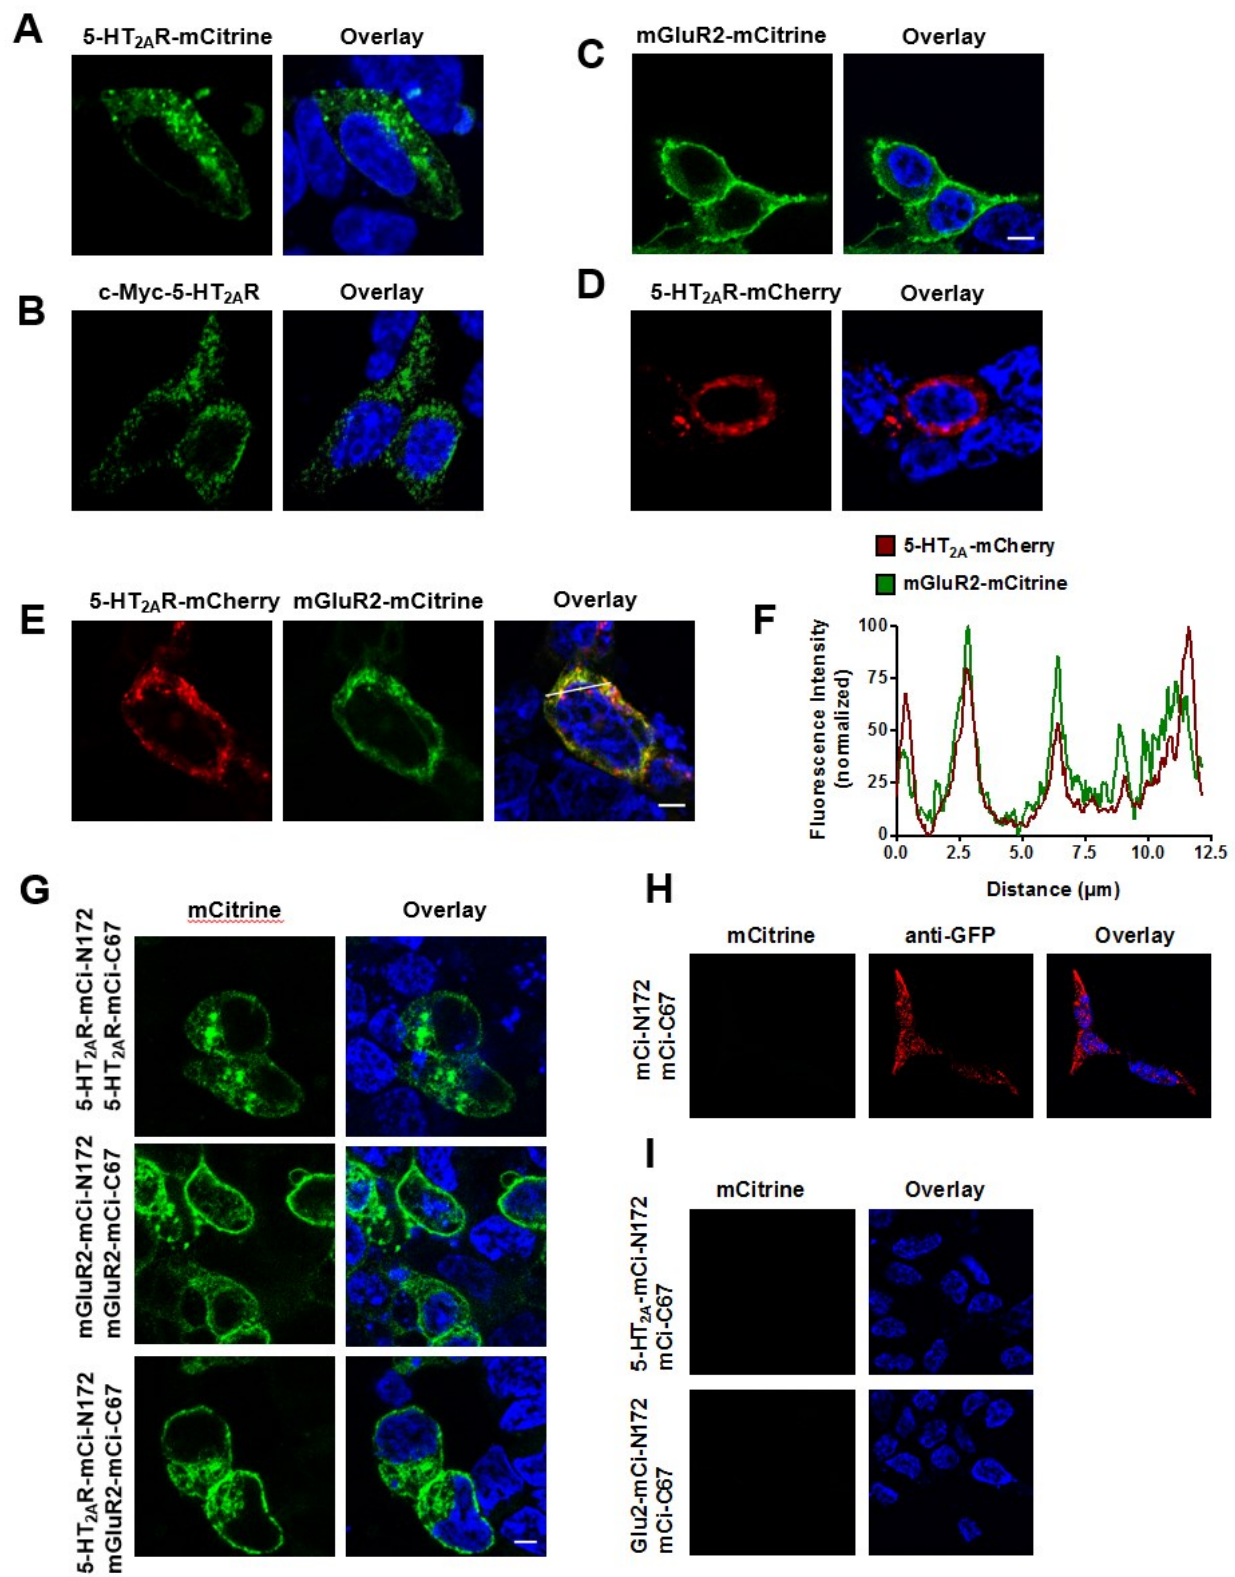 A
5-HT2AR-mCitrine
Overlay
C
mGluR2-mCitrine
Overlay
B
c-Myc-5-HT2AR
Overlay
D
5-HT2AR-mCherry
Overlay
5-HT2A-mCherry
mGluR2-mCitrine
E
5-HT2AR-mCherry
mGluR2-mCitrine
Overlay
F
Fluorescence Intensity
(normalized)
100
75
50
25
0
0.0 2.5 5.0 7.5 10.0 12.5
Distance (µm)
G
mCitrine
Overlay
5-HT2AR-mCi-N172
5-HT2AR-mCi-C67
mGluR2-mCi-N172
mGluR2-mCi-C67
5-HT2AR-mCi-N172
mGluR2-mCi-C67
H
mCitrine
anti-GFP
Overlay
mCi-N172
mCi-C67
I
mCitrine
Overlay
5-HT2A-mCi-N172
mCi-C67
Glu2-mCi-N172
mCi-C67